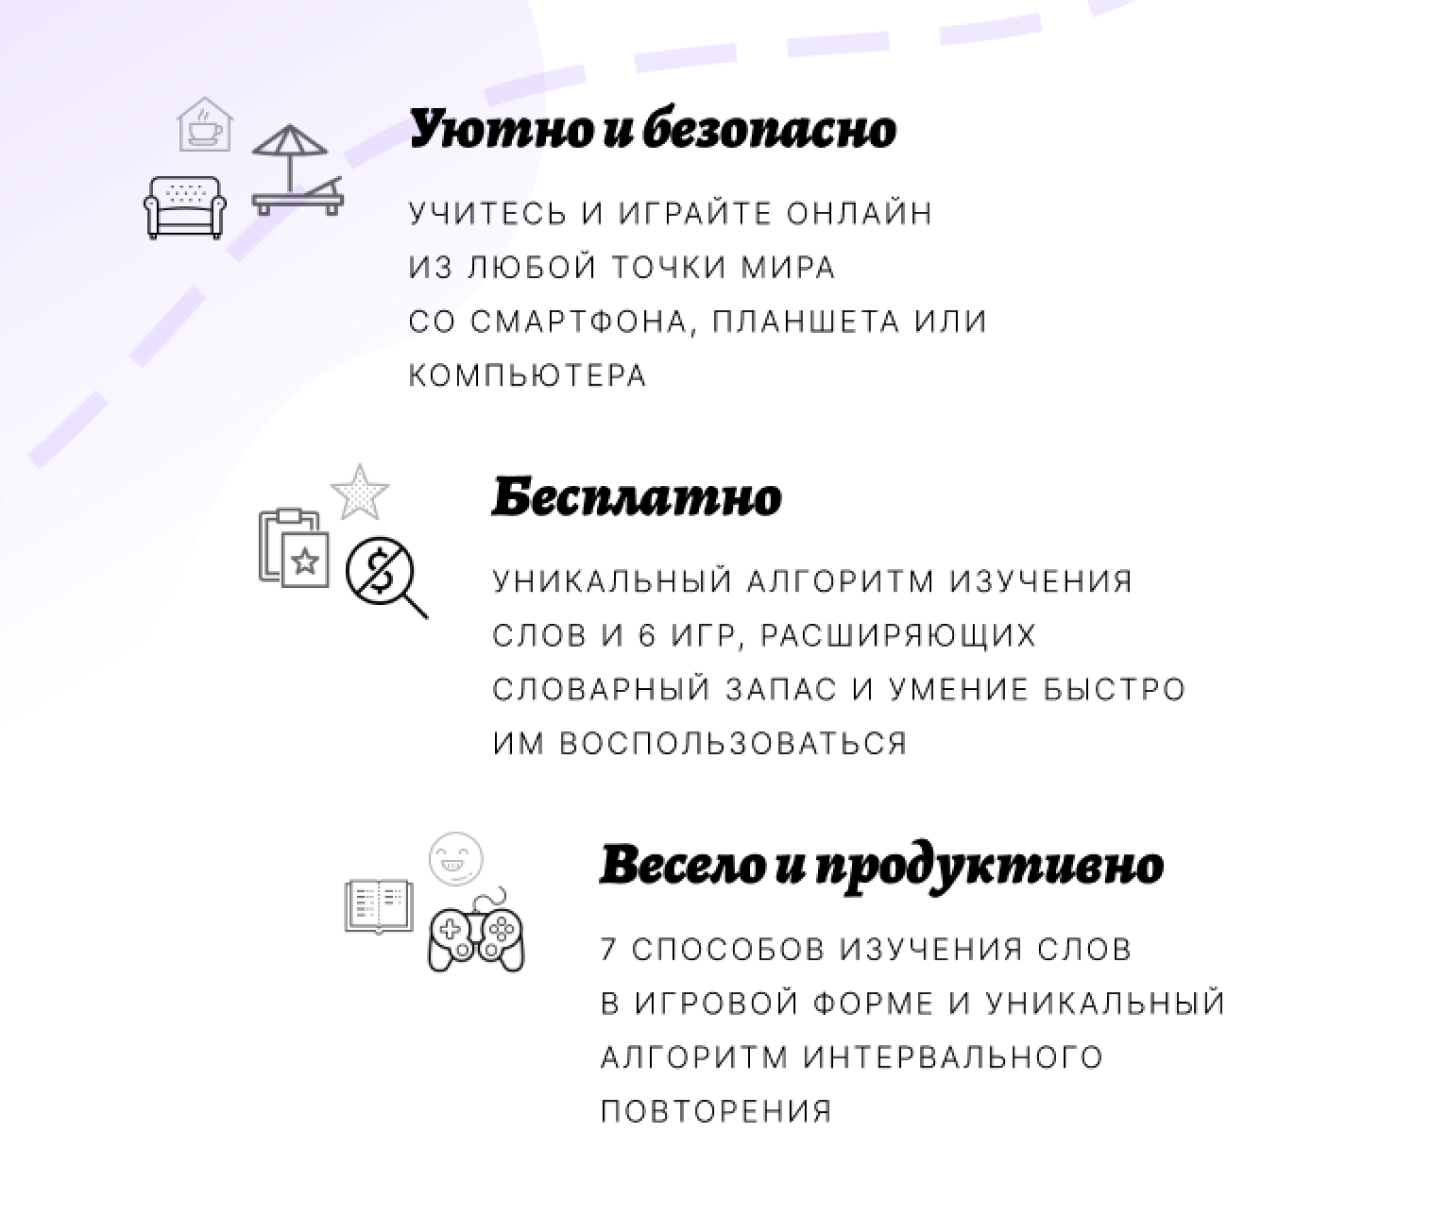 Уютно и безопасно
УЧИТЕСЬ И ИГРАЙТЕ ОНЛАЙН
ИЗ ЛЮБОЙ ТОЧКИ МИРА
СО СМАРТФОНА, ПЛАНШЕТА ИЛИ
КОМПЬЮТЕРА
Бесплатно
УНИКАЛЬНЫЙ АЛГОРИТМ ИЗУЧЕНИЯ
СЛОВ И 6 ИГР, РАСШИРЯЮЩИХ
СЛОВАРНЫЙ ЗАПАС И УМЕНИЕ БЫСТРО
ИМ ВОСПОЛЬЗОВАТЬСЯ
Весело и продуктивно
7 СПОСОБОВ ИЗУЧЕНИЯ СЛОВ
В ИГРОВОЙ ФОРМЕ И УНИКАЛЬНЫЙ
АЛГОРИТМ ИНТЕРВАЛЬНОГО
ПОВТОРЕНИЯ